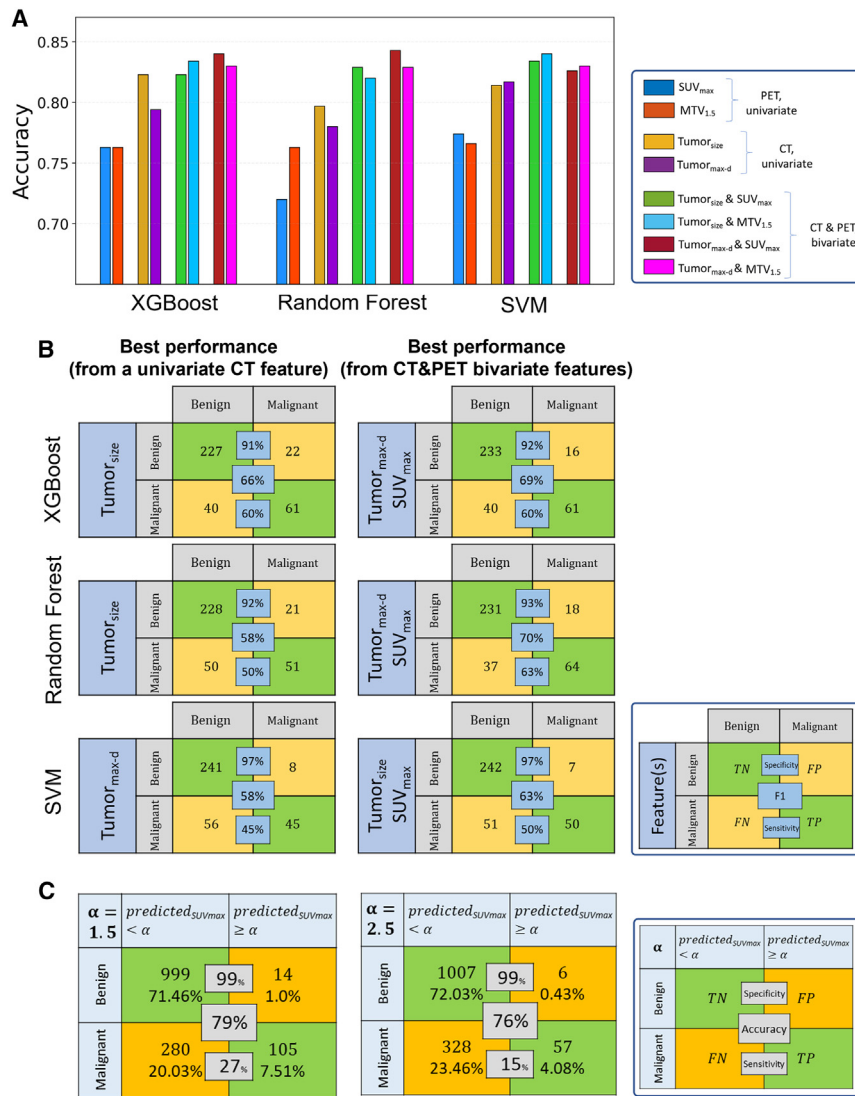 A
Accuracy
0.85
0.80
0.75
0.70
XGBoost
Random Forest
SVM
SUVmax
MTV1.5
PET,
univariate
Tumorsize
Tumormax-d
CT,
univariate
Tumorsize & SUVmax
Tumorsize & MTV1.5
Tumormax-d & SUVmax
Tumormax-d & MTV1.5
CT & PET
bivariate
B
Best performance
(from a univariate CT feature)
Best performance
(from CT&PET bivariate features)
XGBoost
Benign
Malignant
Tumorsize
Benign
227
91%
22
66%
Malignant
40
60%
61
Benign
Malignant
Tumormax-d
SUVmax
Benign
233
92%
16
69%
Malignant
40
60%
61
Random Forest
Tumorsize
Benign
228
92%
21
58%
Malignant
50
50%
51
Tumormax-d
SUVmax
Benign
231
93%
18
70%
Malignant
37
63%
64
SVM
Benign
Malignant
Tumormax-d
Benign
241
97%
8
58%
Malignant
56
45%
45
Benign
Malignant
Tumorsize
SUVmax
Benign
242
97%
7
63%
Malignant
51
50%
50
Benign
Malignant
Feature(s)
Benign
TN
Specificity
FP
F1
Malignant
FN
Sensitivity
TP
C
α =
1.5
predictedSUVmax
< α
predictedSUVmax
≥ α
Benign
999
71.46%
99%
14
1.0%
79%
Malignant
280
20.03%
27%
105
7.51%
α =
2.5
predictedSUVmax
< α
predictedSUVmax
≥ α
Benign
1007
72.03%
99%
6
0.43%
76%
Malignant
328
23.46%
15%
57
4.08%
α
predictedSUVmax
< α
predictedSUVmax
≥ α
Benign
TN
Specificity
FP
Accuracy
Malignant
FN
Sensitivity
TP